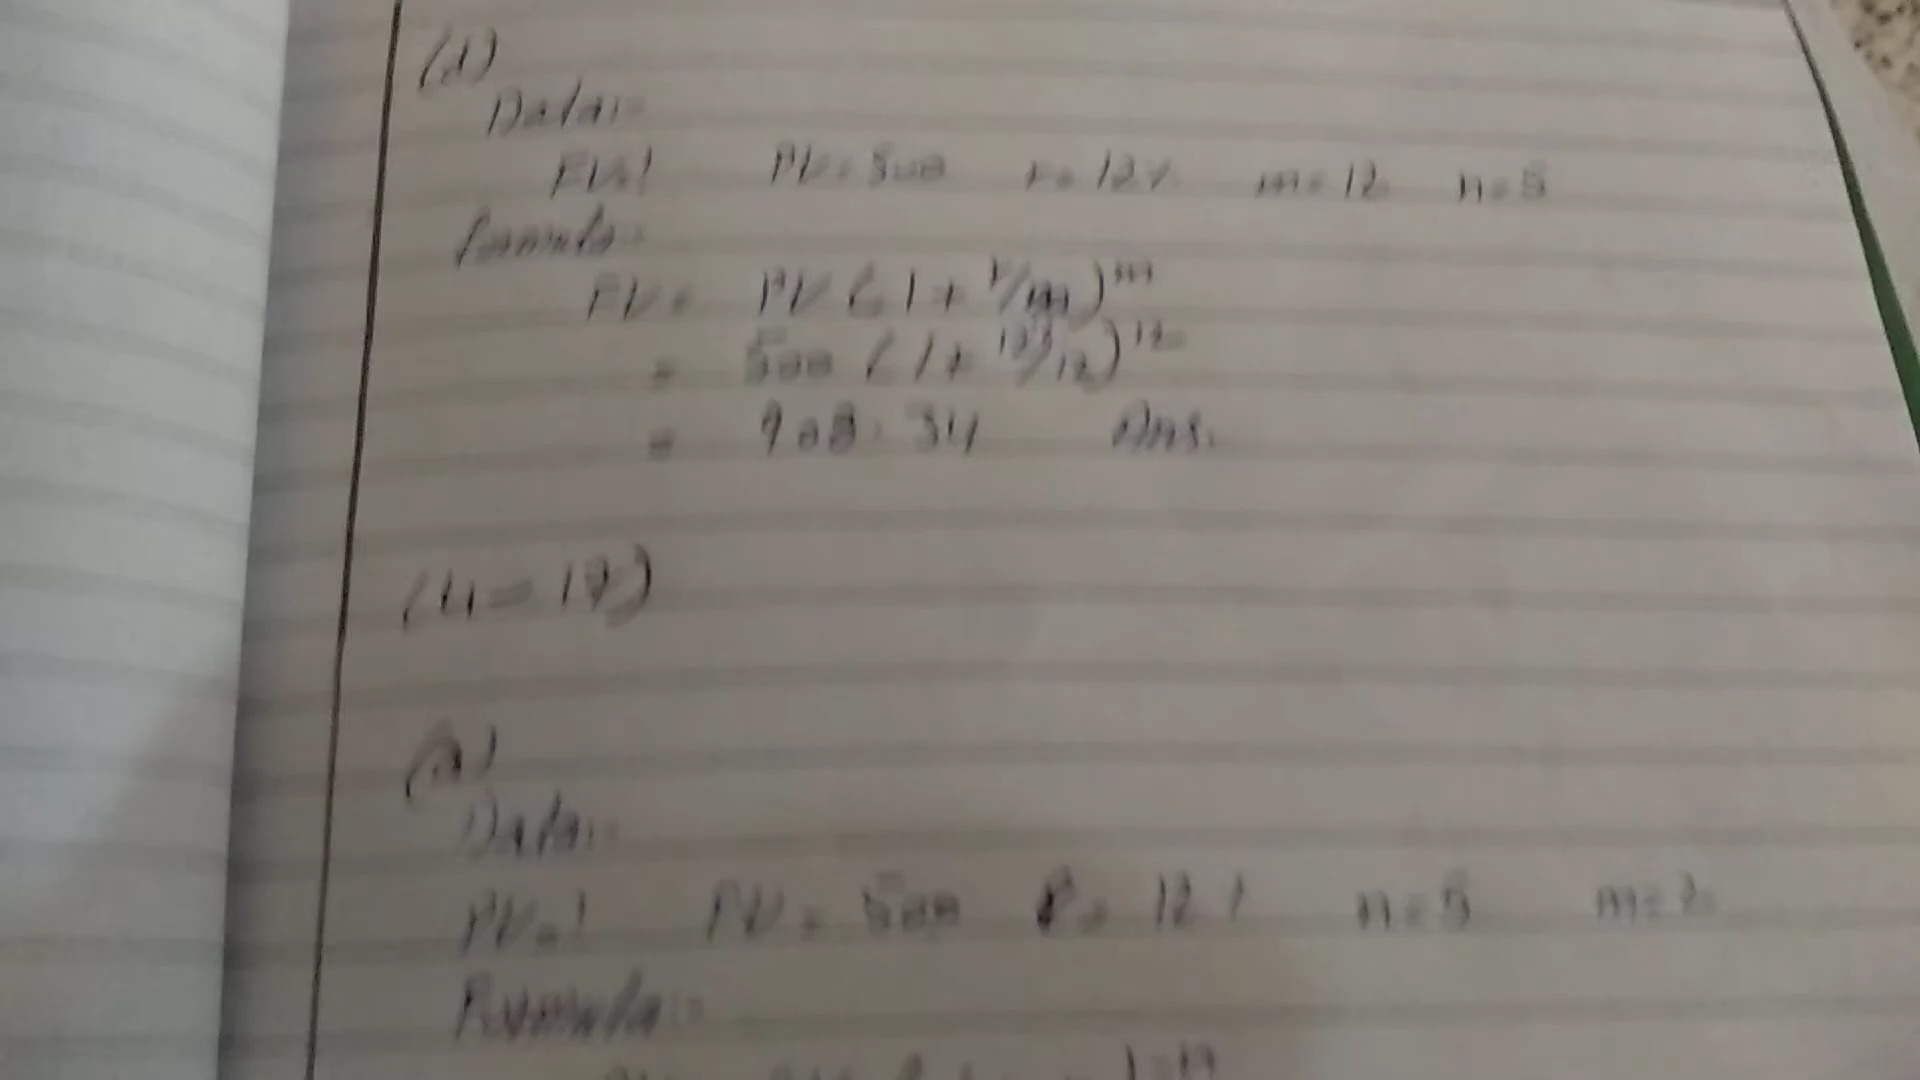 (d)
Data:-
FV=? PV=500 r=12% m=12 n=5
Formula:-
FV = PV (1+ r/m)^m
= 500 (1+ 12%/12)^12
= 908.34 Ans.
(4-17)
(a)
Data:-
PV=? FV = 500 r= 12% n=5 m=2
Formula:-